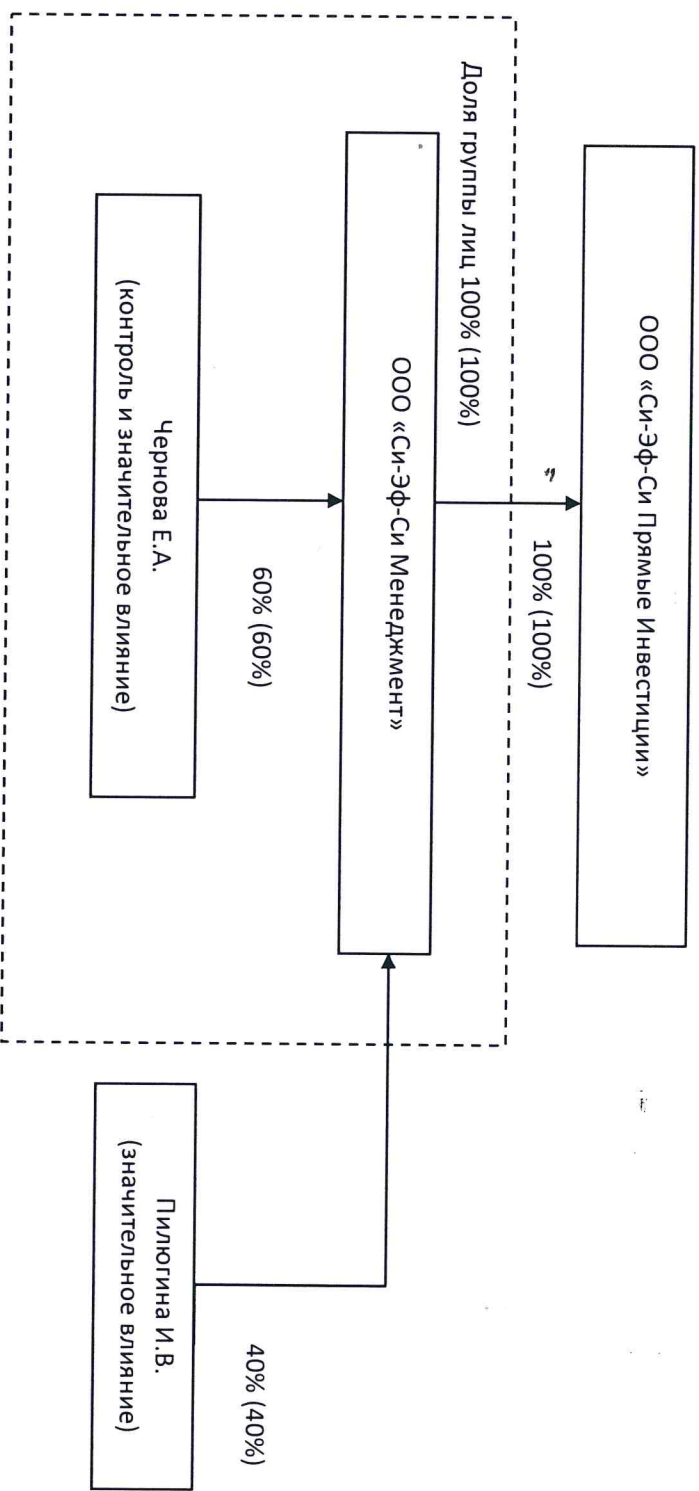 ООО «Си-Эф-Си Прямые Инвестиции»
100% (100%)
Доля группы лиц 100% (100%)
ООО «Си-Эф-Си Менеджмент»
60% (60%)
40% (40%)
Чернова Е.А.
(контроль и значительное влияние)
Пилюгина И.В.
(значительное влияние)